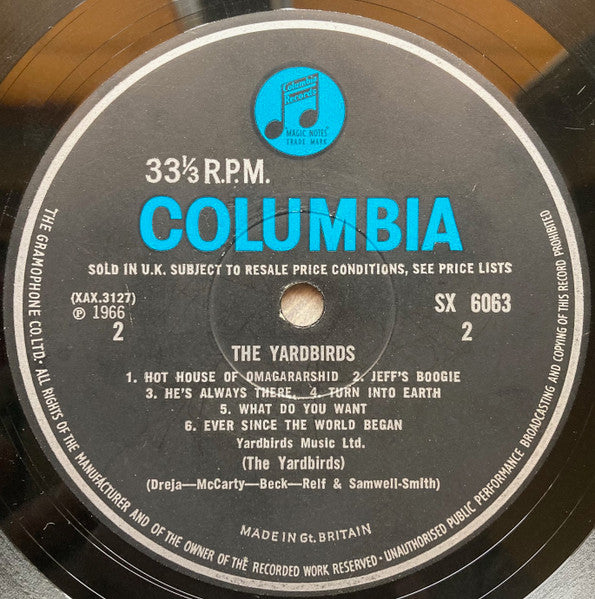 Columbia
Records
"MAGIC NOTES"
TRADE MARK
33⅓ R.P.M.
COLUMBIA
SOLD IN U.K. SUBJECT TO RESALE PRICE CONDITIONS, SEE PRICE LISTS
(XAX.3127)
℗ 1966
2
SX 6063
2
THE YARDBIRDS
1. HOT HOUSE OF OMAGARARSHID 2. JEFF'S BOOGIE
3. HE'S ALWAYS THERE. 4. TURN INTO EARTH
5. WHAT DO YOU WANT
6. EVER SINCE THE WORLD BEGAN
Yardbirds Music Ltd.
(The Yardbirds)
(Dreja—McCarty—Beck—Relf & Samwell-Smith)
MADE IN Gt. BRITAIN
THE GRAMOPHONE CO. LTD. · ALL RIGHTS OF THE MANUFACTURER AND OF THE OWNER OF THE RECORDED WORK RESERVED · UNAUTHORISED PUBLIC PERFORMANCE BROADCASTING AND COPYING OF THIS RECORD PROHIBITED